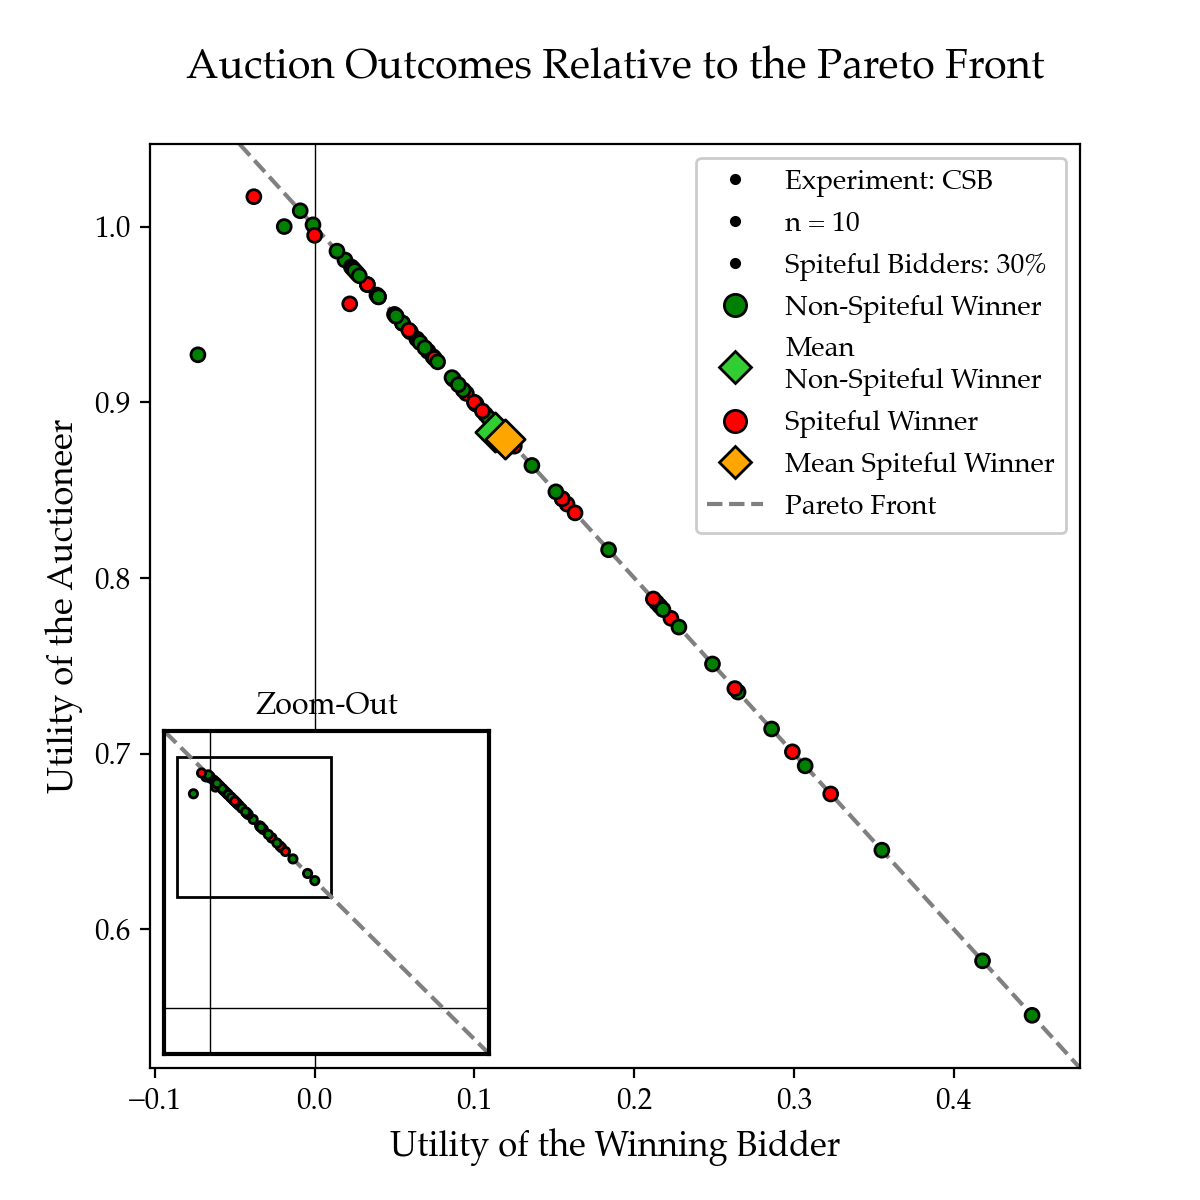 Auction Outcomes Relative to the Pareto Front
Experiment: CSB
n = 10
Spiteful Bidders: 30%
Non-Spiteful Winner
Mean
Non-Spiteful Winner
Spiteful Winner
Mean Spiteful Winner
Pareto Front
Utility of the Auctioneer
1.0
0.9
0.8
0.7
0.6
Zoom-Out
−0.1
0.0
0.1
0.2
0.3
0.4
Utility of the Winning Bidder